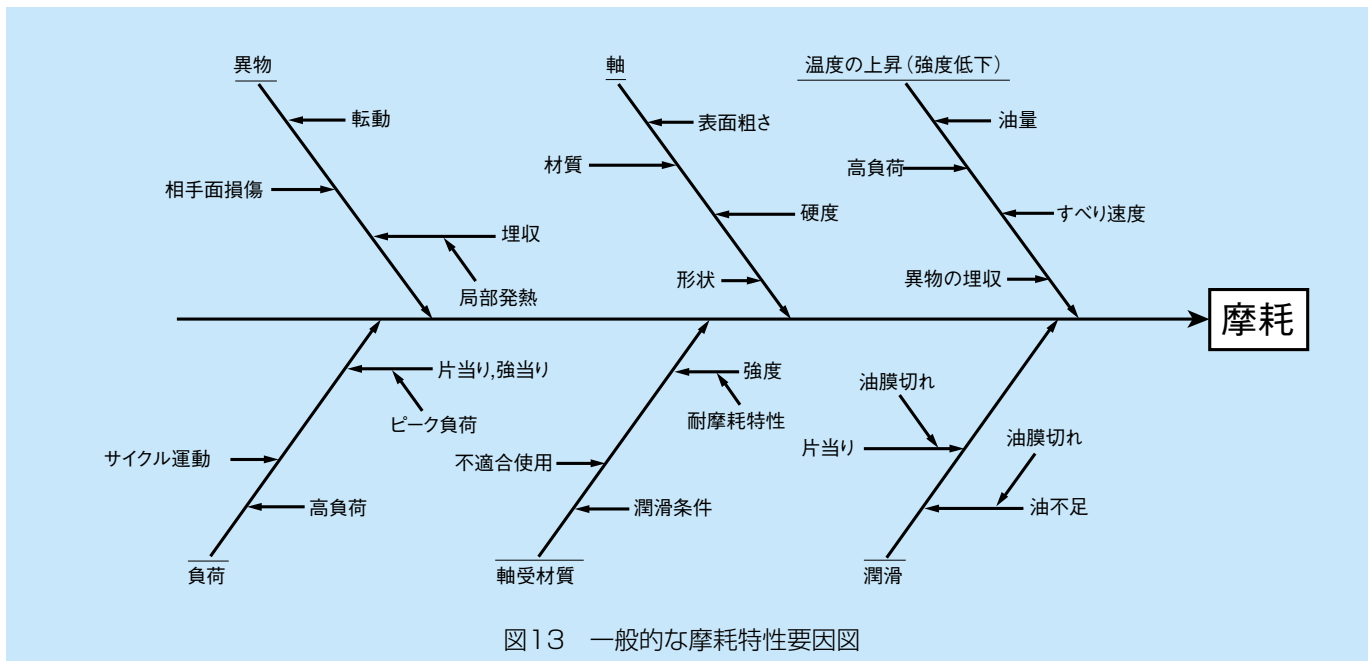 異物
軸
温度の上昇（強度低下）
転動
表面粗さ
油量
材質
高負荷
相手面損傷
硬度
すべり速度
埋収
形状
異物の埋収
局部発熱
摩耗
片当り,強当り
強度
油膜切れ
ピーク負荷
耐摩耗特性
片当り
油膜切れ
サイクル運動
不適合使用
高負荷
潤滑条件
油不足
負荷
軸受材質
潤滑
図13　一般的な摩耗特性要因図